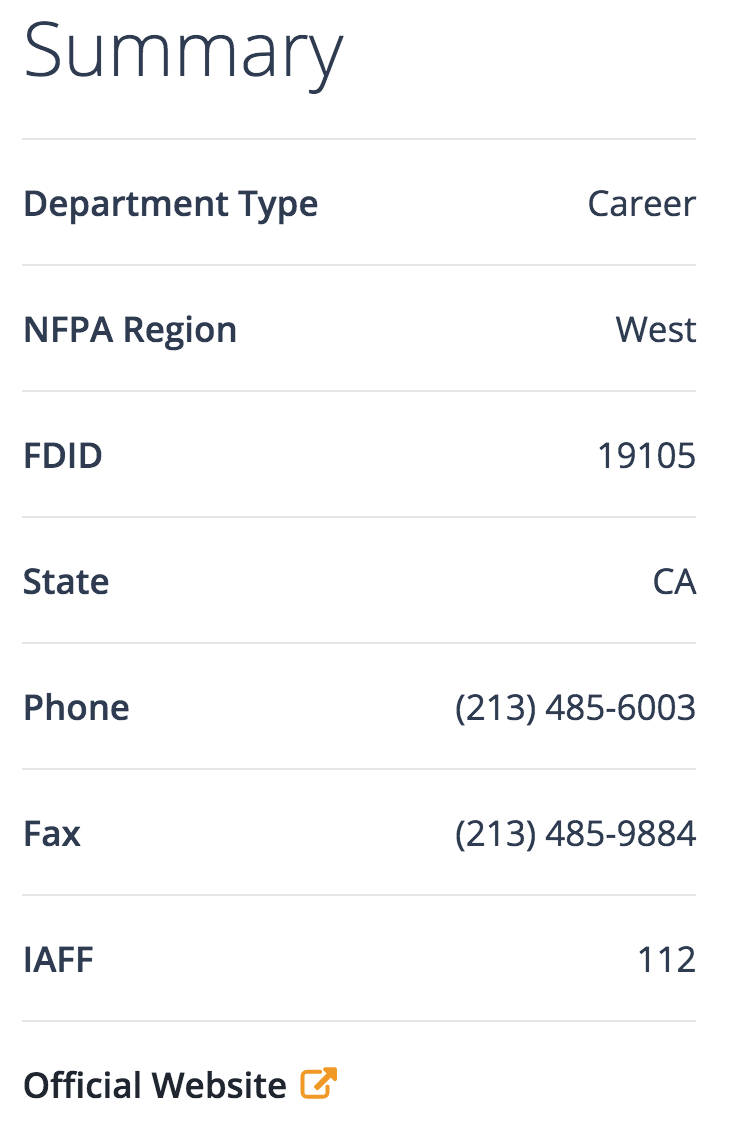 Summary
Department Type Career
NFPA Region West
FDID 19105
State CA
Phone (213) 485-6003
Fax (213) 485-9884
IAFF 112
Official Website